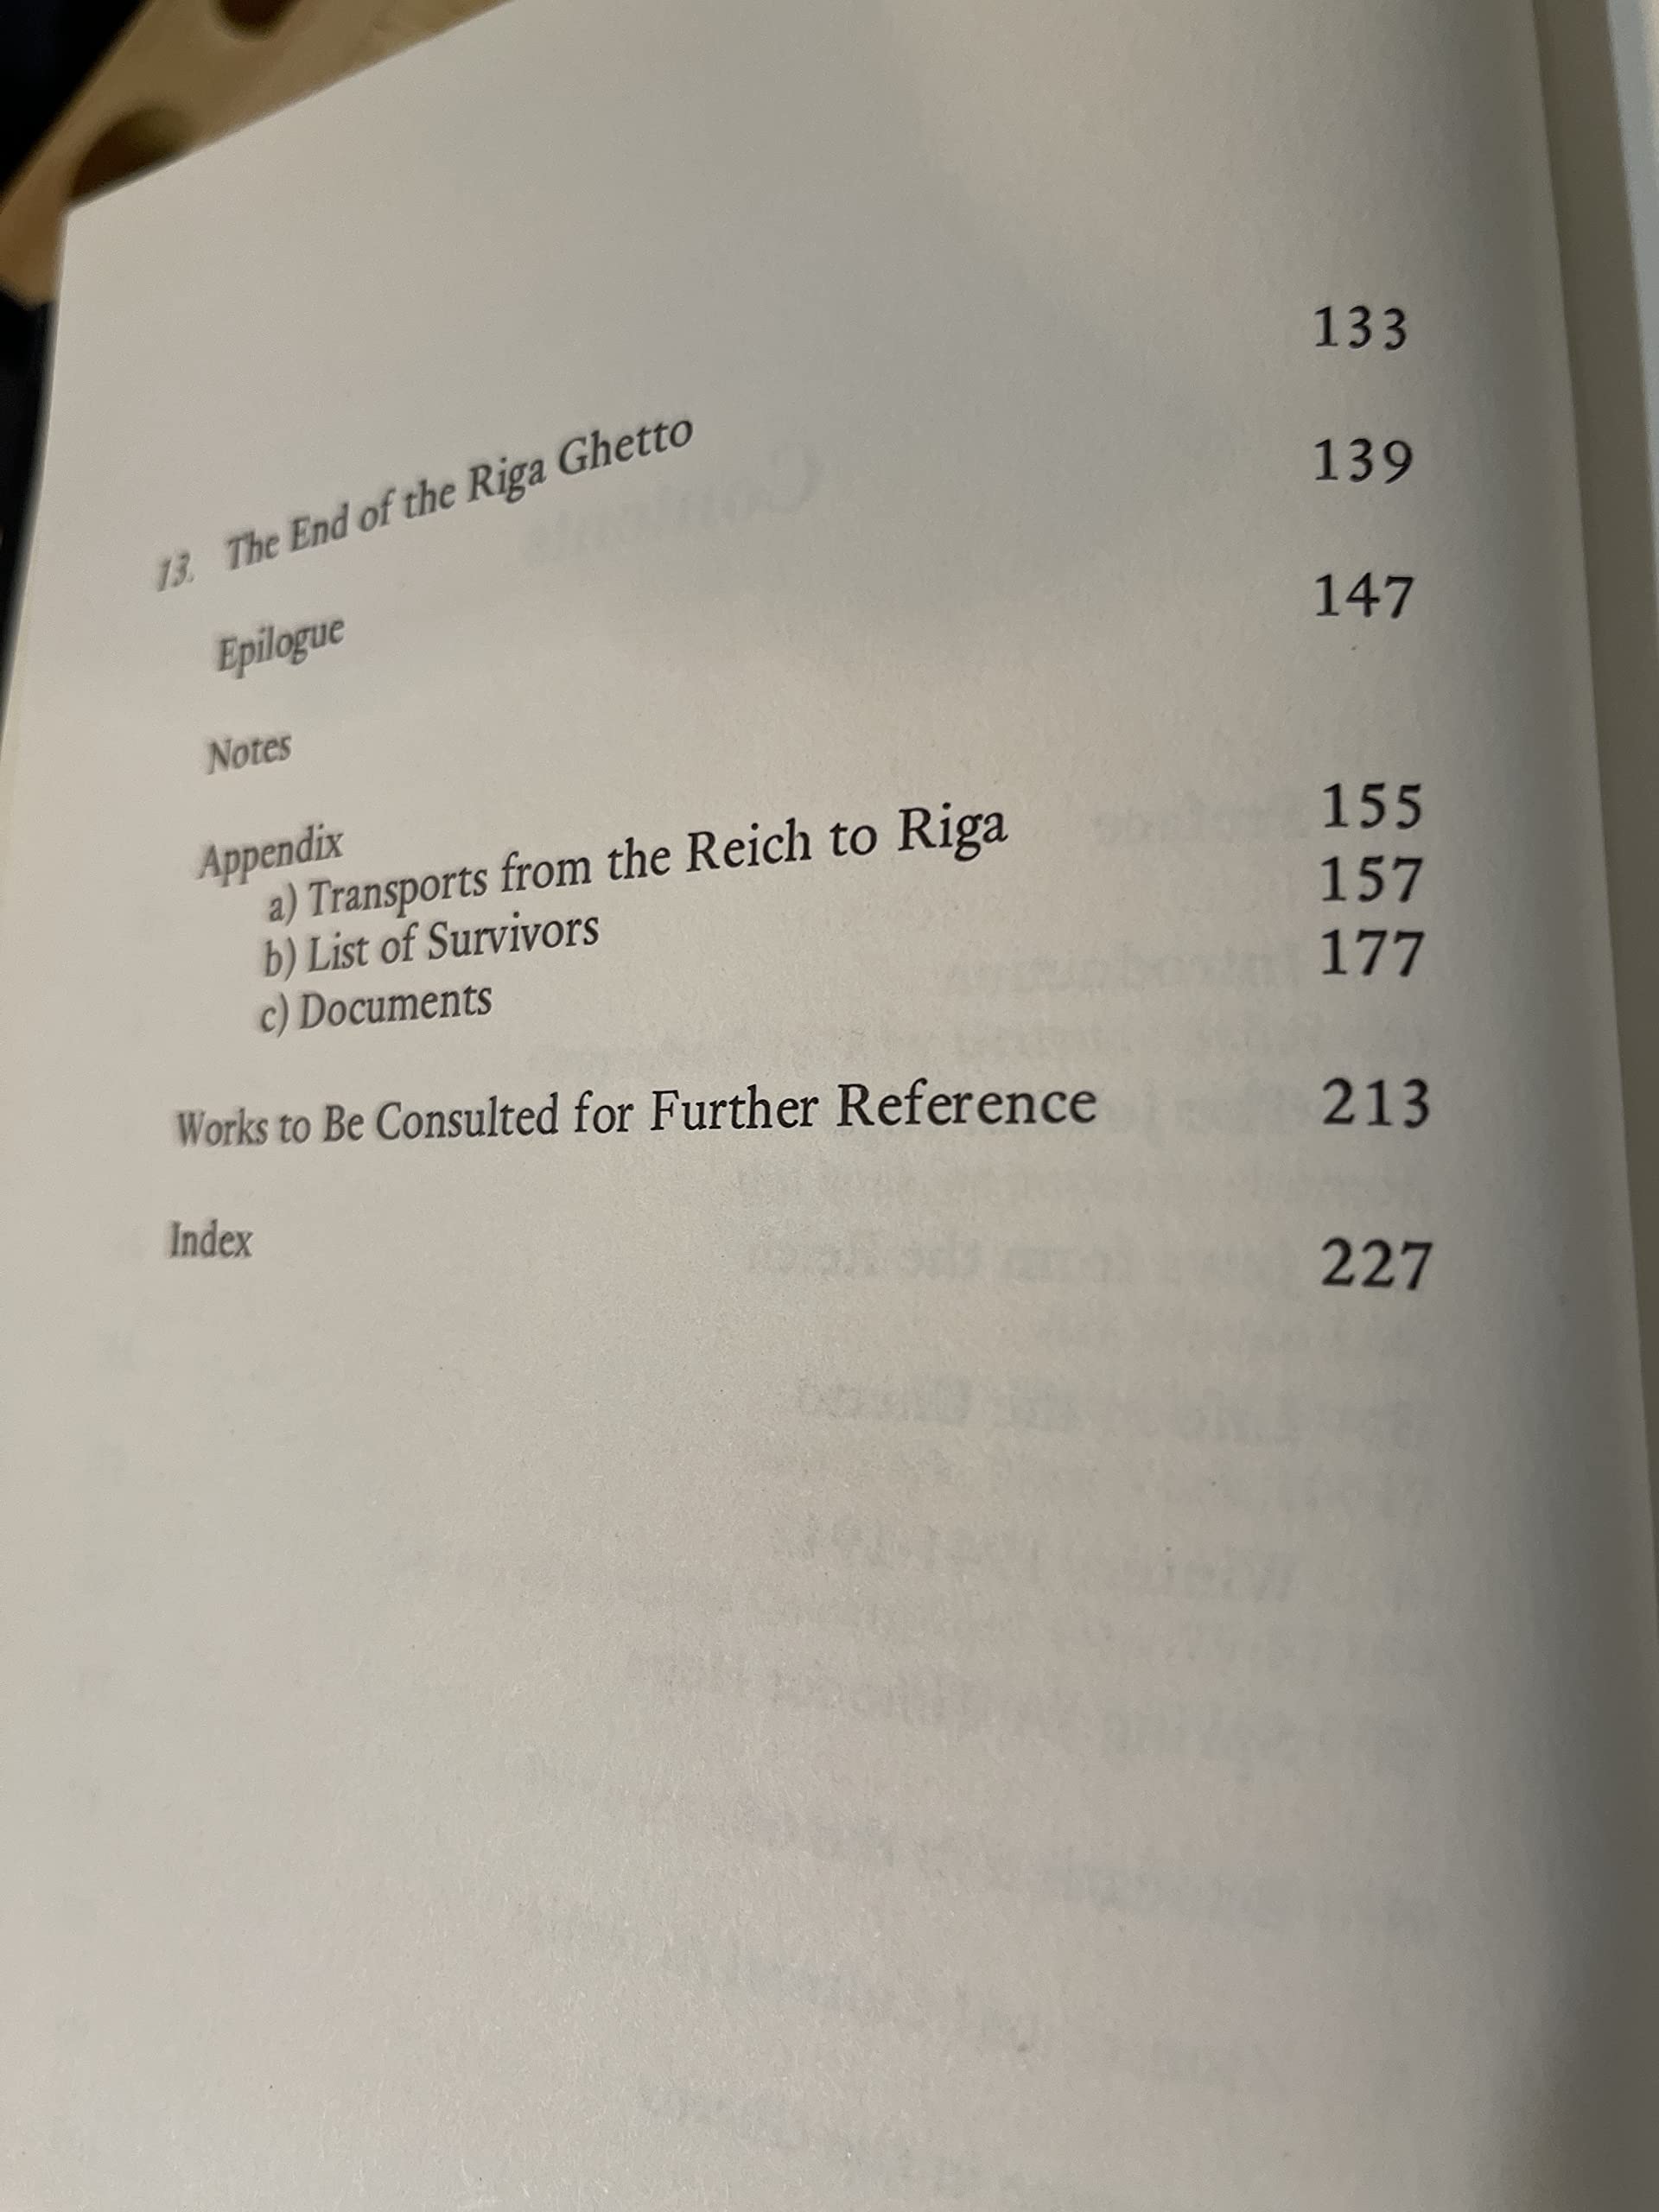 13. The End of the Riga Ghetto 133
Epilogue 139
Notes 147
Appendix
a) Transports from the Reich to Riga 155
b) List of Survivors 157
c) Documents 177
Works to Be Consulted for Further Reference 213
Index 227